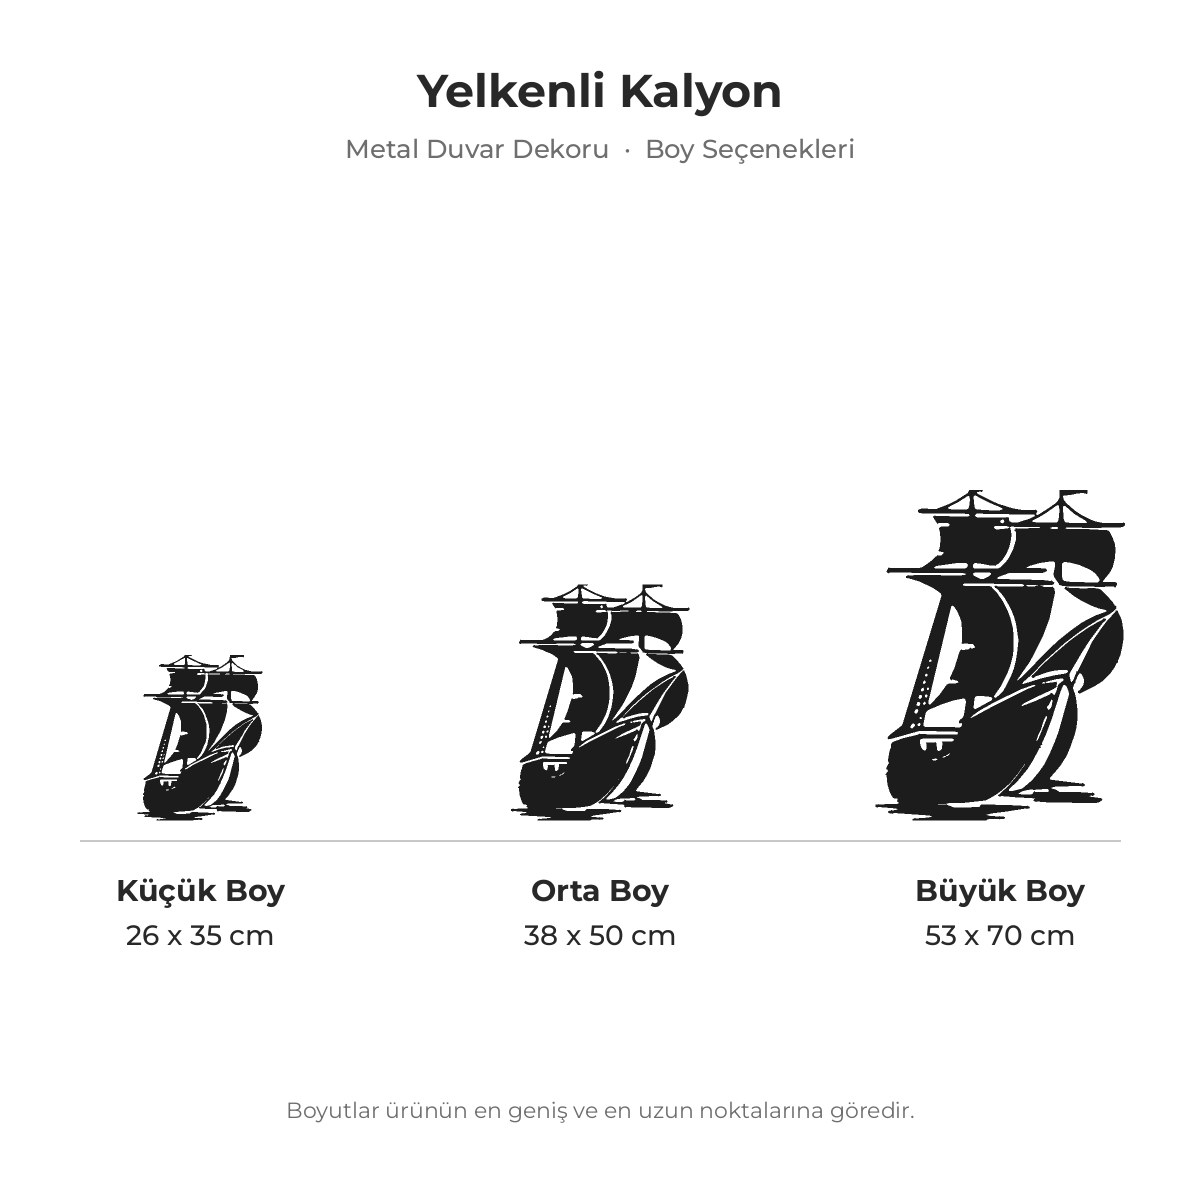 Yelkenli Kalyon
Metal Duvar Dekoru · Boy Seçenekleri
Küçük Boy
26 x 35 cm
Orta Boy
38 x 50 cm
Büyük Boy
53 x 70 cm
Boyutlar ürünün en geniş ve en uzun noktalarına göredir.